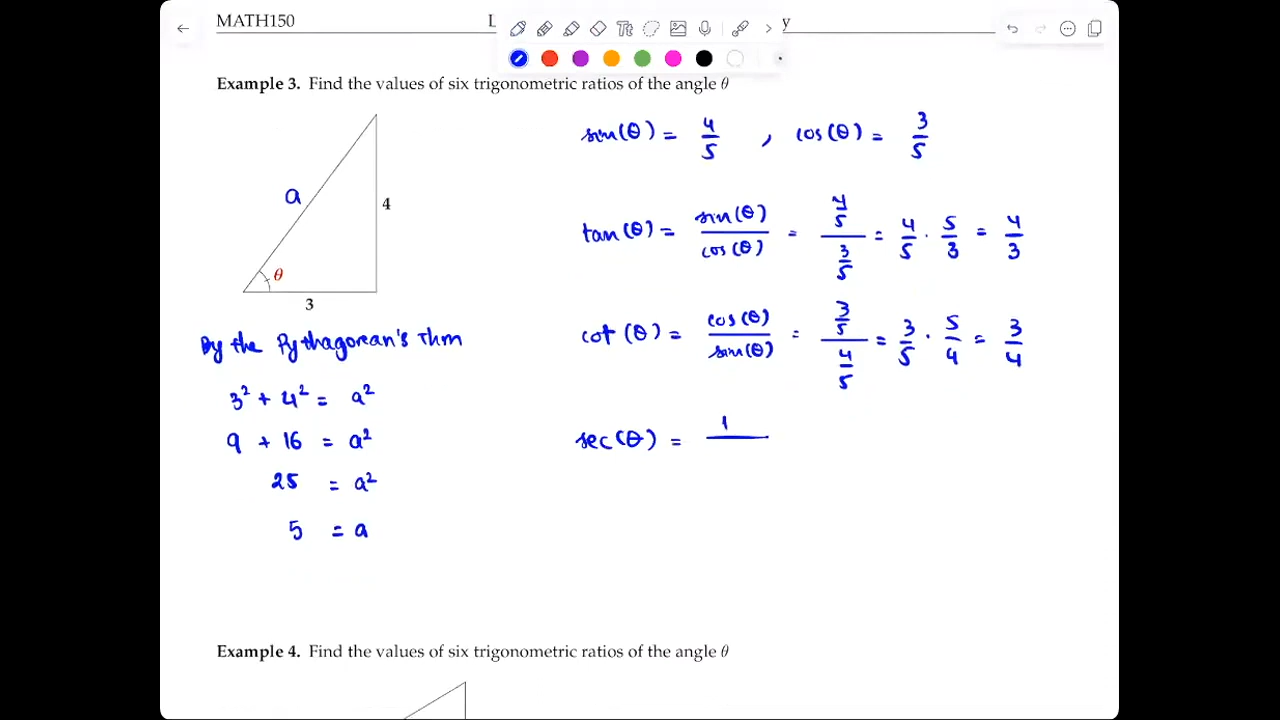 MATH150
L
y
Example 3. Find the values of six trigonometric ratios of the angle θ
a
4
θ
3
By the Pythagorean's Thm
3² + 4² = a²
9 + 16 = a²
25 = a²
5 = a
sin(θ) = 4/5 , cos(θ) = 3/5
tan(θ) = sin(θ)/cos(θ) = (4/5)/(3/5) = 4/5 · 5/3 = 4/3
cot(θ) = cos(θ)/sin(θ) = (3/5)/(4/5) = 3/5 · 5/4 = 3/4
sec(θ) = 1/
Example 4. Find the values of six trigonometric ratios of the angle θ